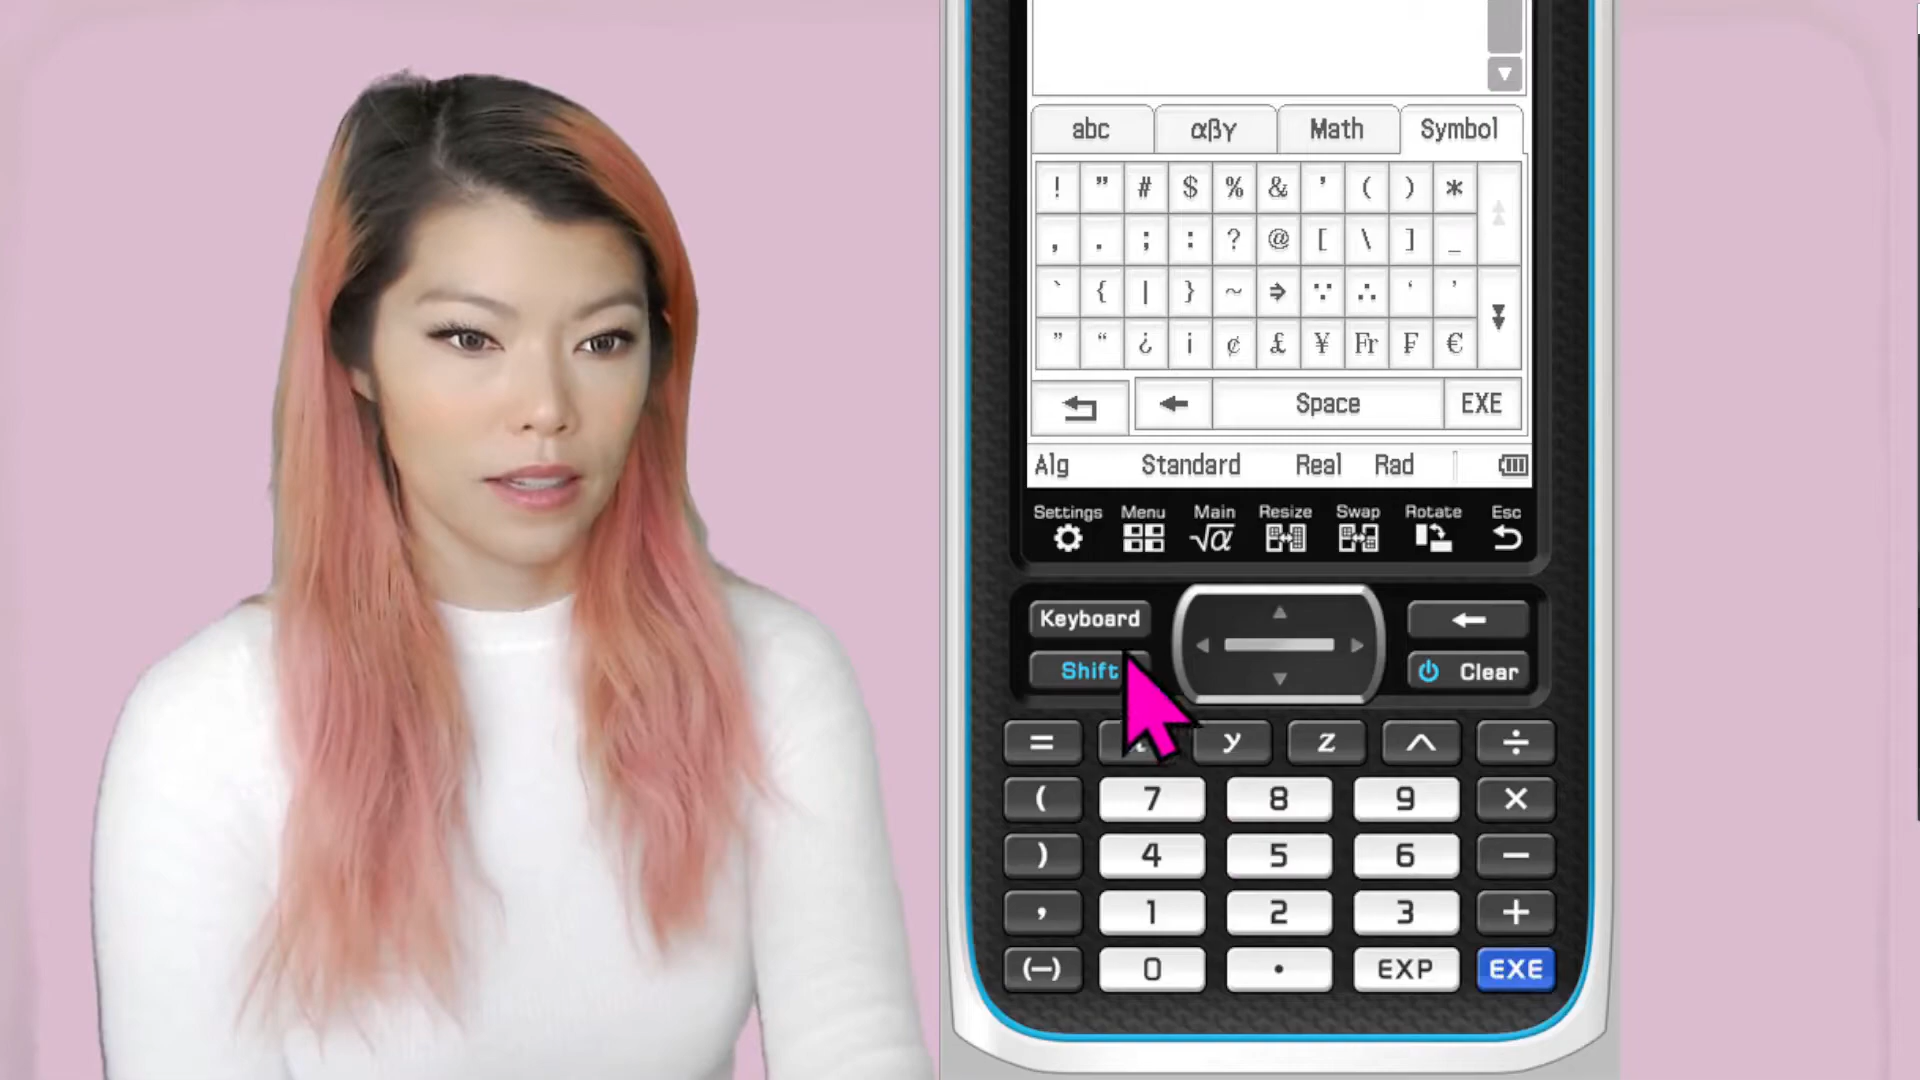 abc αβγ Math Symbol
! ” # $ % & ’ ( ) *
, . ; : ? @ [ \ ] _
` { | } ~ ⇒ ∵ ∴ ‘ ’
” “ ¿ ¡ ¢ £ ¥ ₣r ₣ €
Space EXE
Alg Standard Real Rad
Settings Menu Main Resize Swap Rotate Esc
√α
Keyboard
Shift Clear
= y z ^ ÷
( 7 8 9 ×
) 4 5 6 −
, 1 2 3 +
(−) 0 . EXP EXE